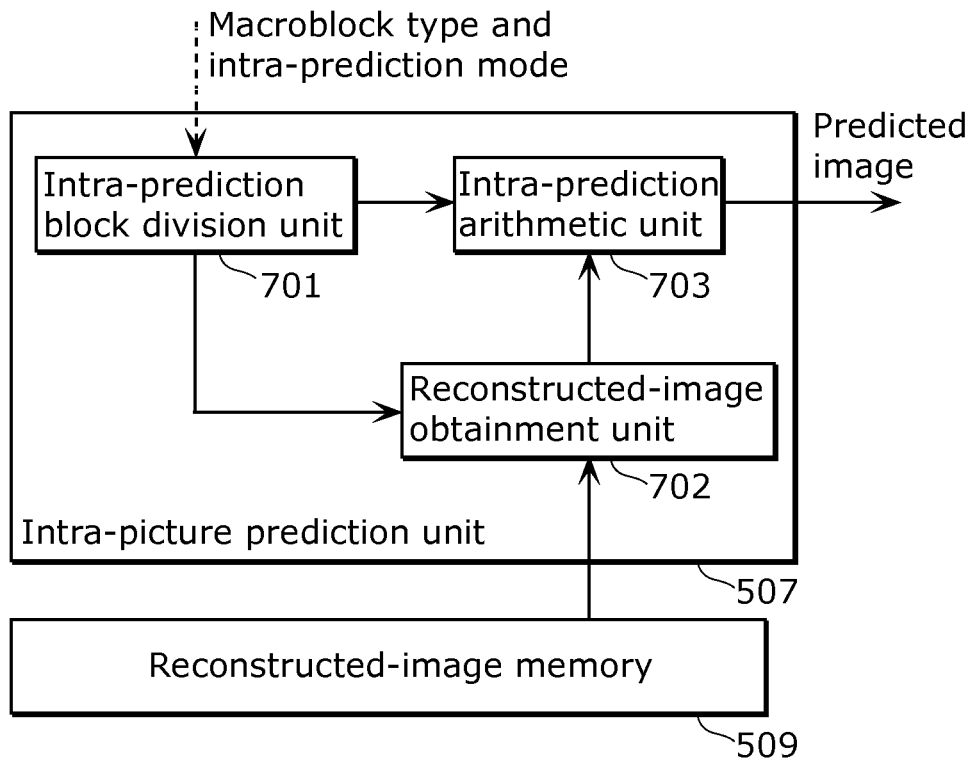 Macroblock type and
intra-prediction mode
Predicted
image
Intra-prediction
block division unit
701
Intra-prediction
arithmetic unit
703
Reconstructed-image
obtainment unit
702
Intra-picture prediction unit
507
Reconstructed-image memory
509